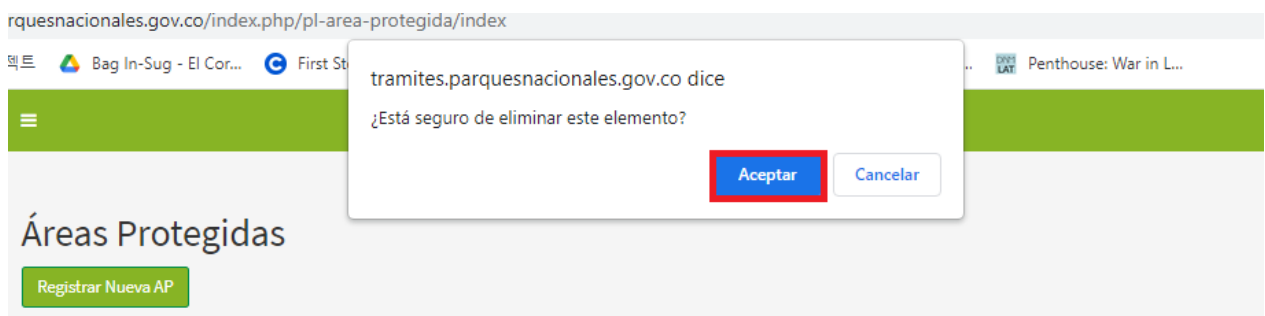 rquesnacionales.gov.co/index.php/pl-area-protegida/index
젝트 Bag In-Sug - El Cor... First St .. Penthouse: War in L...
tramites.parquesnacionales.gov.co dice
¿Está seguro de eliminar este elemento?
Aceptar Cancelar
Áreas Protegidas
Registrar Nueva AP